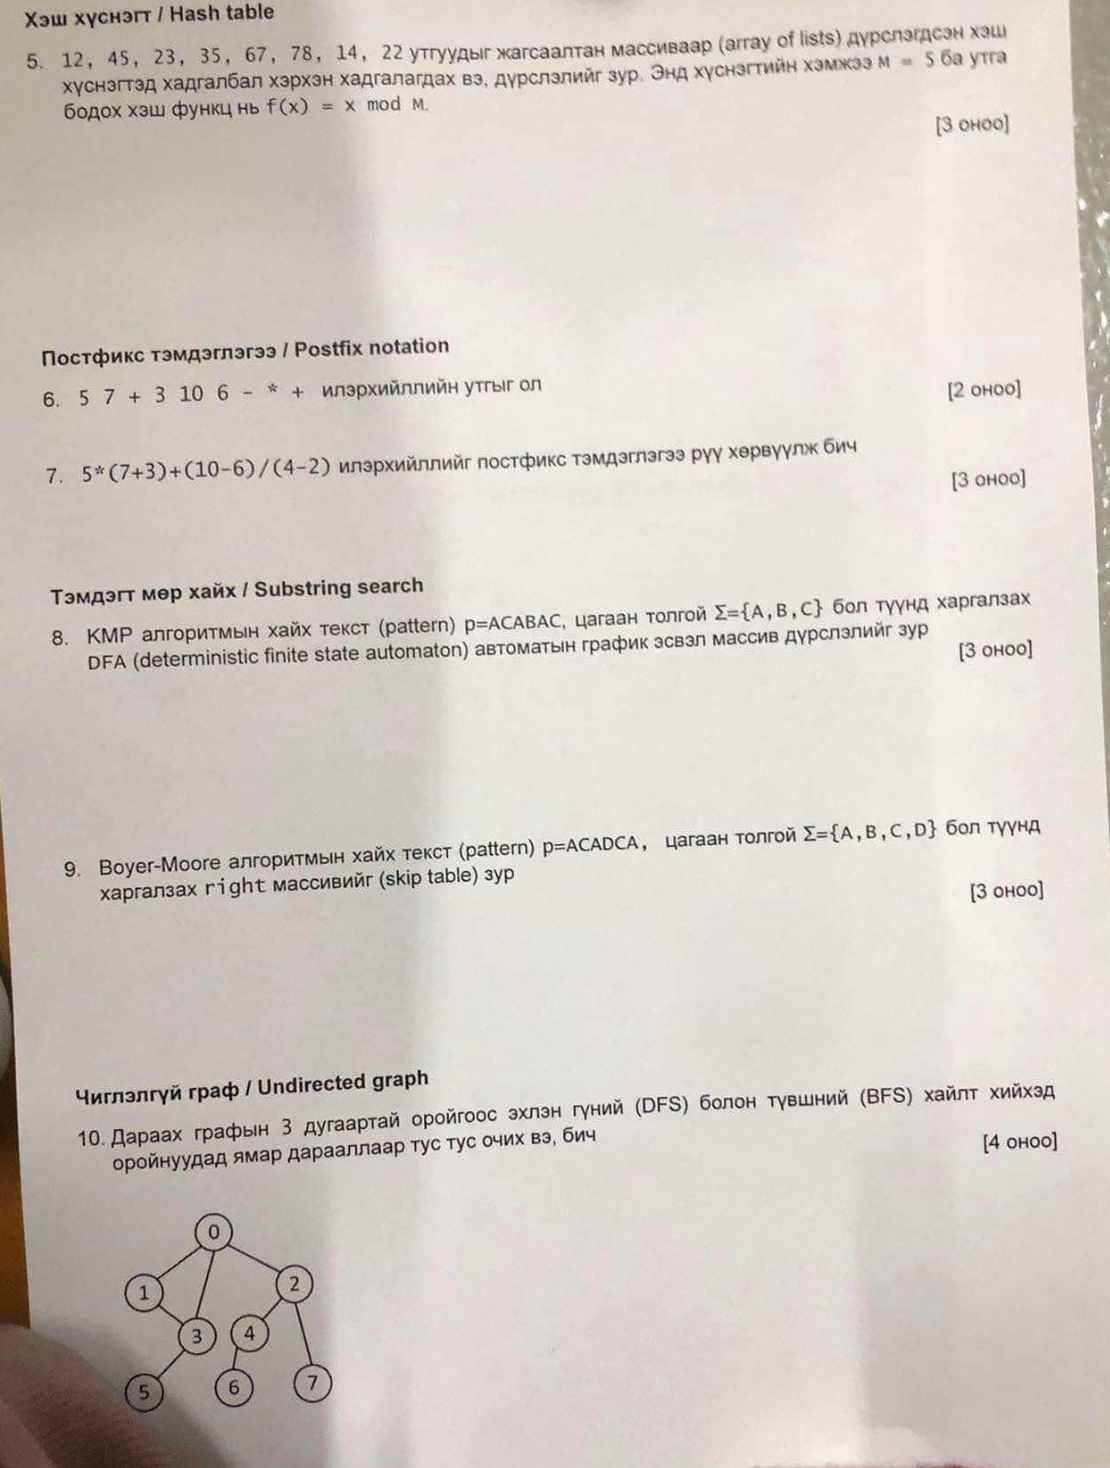 Хэш хүснэгт / Hash table
5. 12, 45, 23, 35, 67, 78, 14, 22 утгуудыг жагсаалтан массиваар (array of lists) дүрслэгдсэн хэш
хүснэгтэд хадгалбал хэрхэн хадгалагдах вэ, дүрслэлийг зур. Энд хүснэгтийн хэмжээ M = 5 ба утга
бодох хэш функц нь f(x) = x mod M.
[3 оноо]
Постфикс тэмдэглэгээ / Postfix notation
6. 5 7 + 3 10 6 - * + илэрхийллийн утгыг ол
[2 оноо]
7. 5*(7+3)+(10-6)/(4-2) илэрхийллийг постфикс тэмдэглэгээ рүү хөрвүүлж бич
[3 оноо]
Тэмдэгт мөр хайх / Substring search
8. KMP алгоритмын хайх текст (pattern) p=ACABAC, цагаан толгой Σ={A,B,C} бол түүнд харгалзах
DFA (deterministic finite state automaton) автоматын график эсвэл массив дүрслэлийг зур
[3 оноо]
9. Boyer-Moore алгоритмын хайх текст (pattern) p=ACADCA, цагаан толгой Σ={A,B,C,D} бол түүнд
харгалзах right массивийг (skip table) зур
[3 оноо]
Чиглэлгүй граф / Undirected graph
10. Дараах графын 3 дугаартай оройгоос эхлэн гүний (DFS) болон түвшний (BFS) хайлт хийхэд
оройнуудад ямар дарааллаар тус тус очих вэ, бич
[4 оноо]
0
1
2
3
4
5
6
7